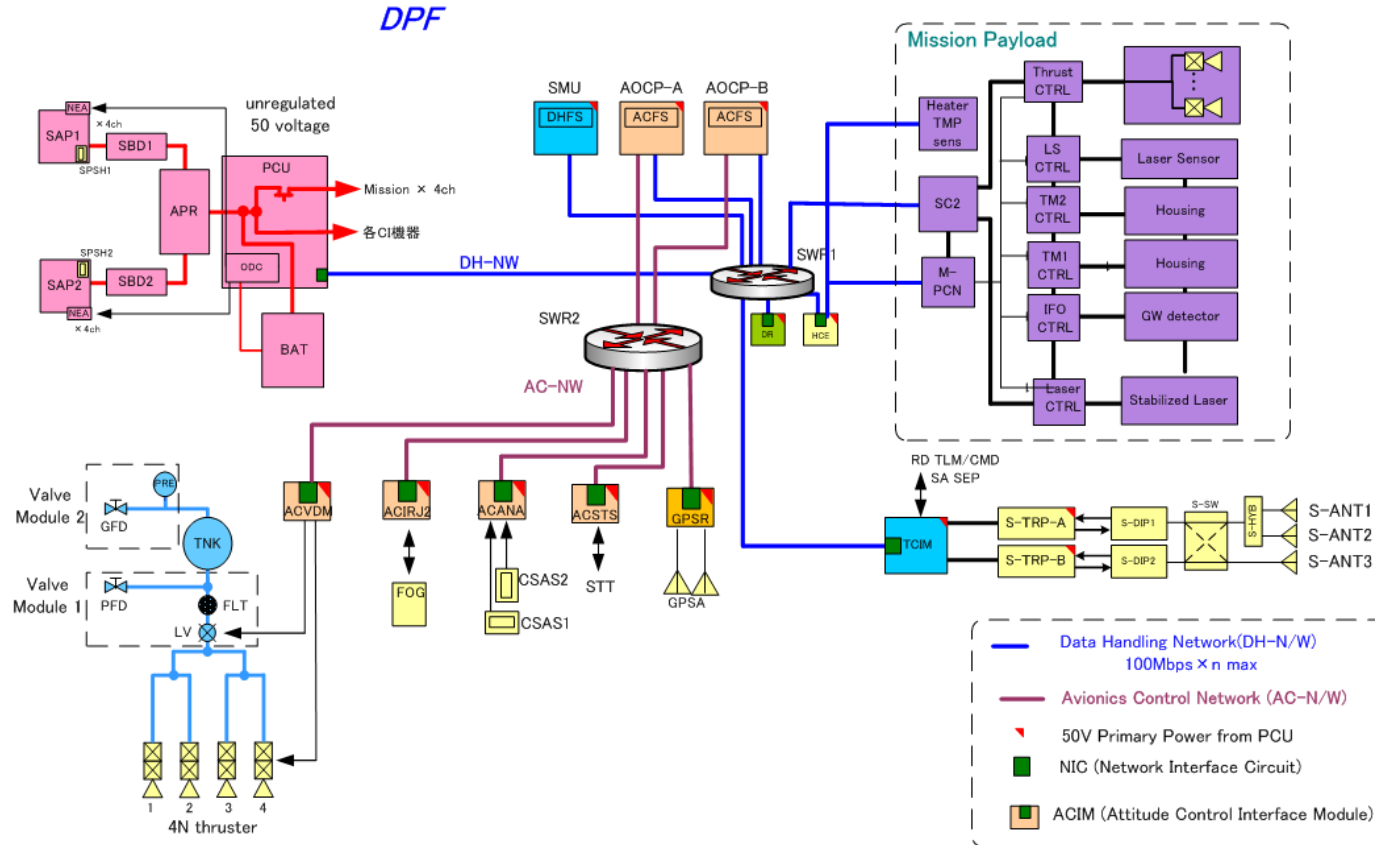 DPF
unregulated
50 voltage
NEA
× 4ch
SAP1
SPSH1
SBD1
APR
PCU
Mission × 4ch
各CI機器
ODC
SPSH2
SAP2
SBD2
NEA
× 4ch
BAT
DH-NW
SMU
DHFS
AOCP-A
ACFS
AOCP-B
ACFS
SWR1
SWR2
DR
HCE
AC-NW
Mission Payload
Heater
TMP
sens
SC2
M-
PCN
Thrust
CTRL
LS
CTRL
Laser Sensor
TM2
CTRL
Housing
TM1
CTRL
Housing
IFO
CTRL
GW detector
Laser
CTRL
Stabilized Laser
Valve
Module 2
PRE
GFD
TNK
Valve
Module 1
PFD
FLT
LV
1
2
3
4
4N thruster
ACVDM
ACIRJ2
FOG
ACANA
CSAS2
CSAS1
ACSTS
STT
GPSR
GPSA
RD TLM/CMD
SA SEP
TCIM
S-TRP-A
S-TRP-B
S-DIP1
S-DIP2
S-SW
S-HYB
S-ANT1
S-ANT2
S-ANT3
Data Handling Network(DH-N/W)
100Mbps × n max
Avionics Control Network (AC-N/W)
50V Primary Power from PCU
NIC (Network Interface Circuit)
ACIM (Attitude Control Interface Module)